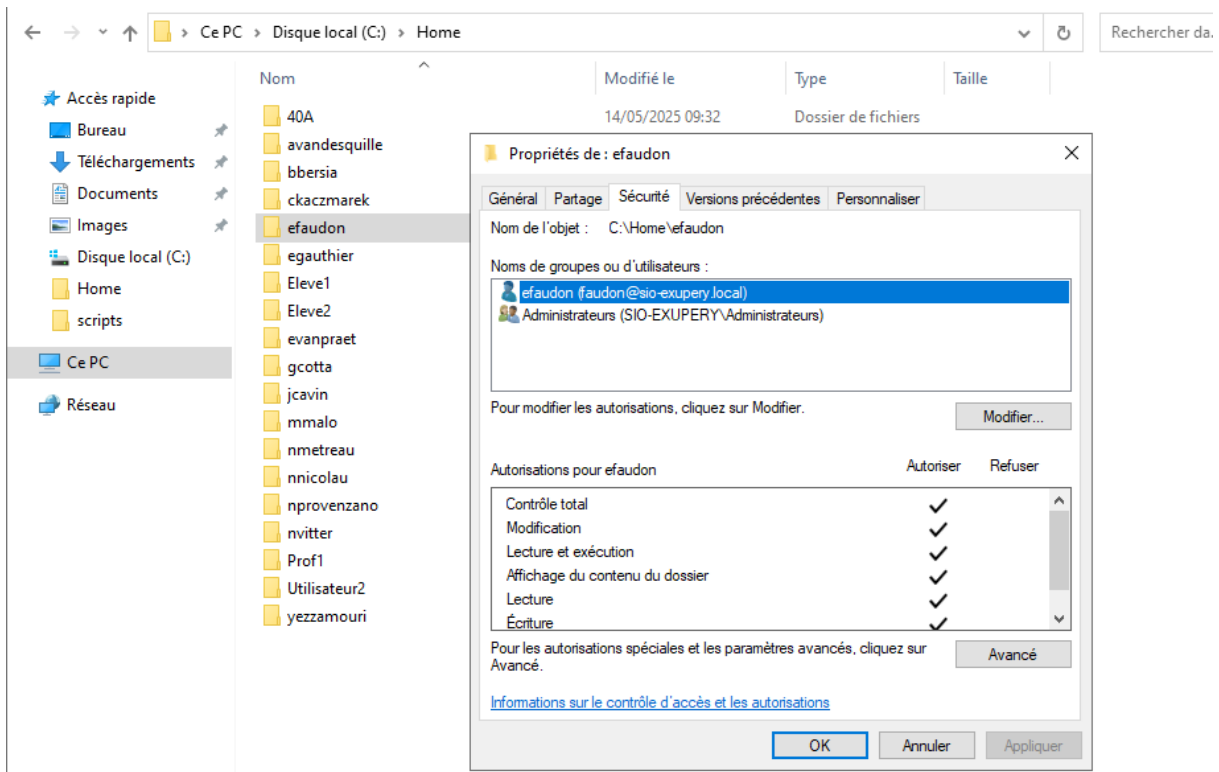 Ce PC > Disque local (C:) > Home
Rechercher da.
Accès rapide
Bureau
Téléchargements
Documents
Images
Disque local (C:)
Home
scripts
Ce PC
Réseau
Nom Modifié le Type Taille
40A 14/05/2025 09:32 Dossier de fichiers
avandesquille
bbersia
ckaczmarek
efaudon
egauthier
Eleve1
Eleve2
evanpraet
gcotta
jcavin
mmalo
nmetreau
nnicolau
nprovenzano
nvitter
Prof1
Utilisateur2
yezzamouri
Propriétés de : efaudon
Général Partage Sécurité Versions précédentes Personnaliser
Nom de l'objet : C:\Home\efaudon
Noms de groupes ou d'utilisateurs :
efaudon (faudon@sio-exupery.local)
Administrateurs (SIO-EXUPERY\Administrateurs)
Pour modifier les autorisations, cliquez sur Modifier.
Modifier...
Autorisations pour efaudon Autoriser Refuser
Contrôle total
Modification
Lecture et exécution
Affichage du contenu du dossier
Lecture
Écriture
Pour les autorisations spéciales et les paramètres avancés, cliquez sur
Avancé.
Avancé
Informations sur le contrôle d'accès et les autorisations
OK Annuler Appliquer